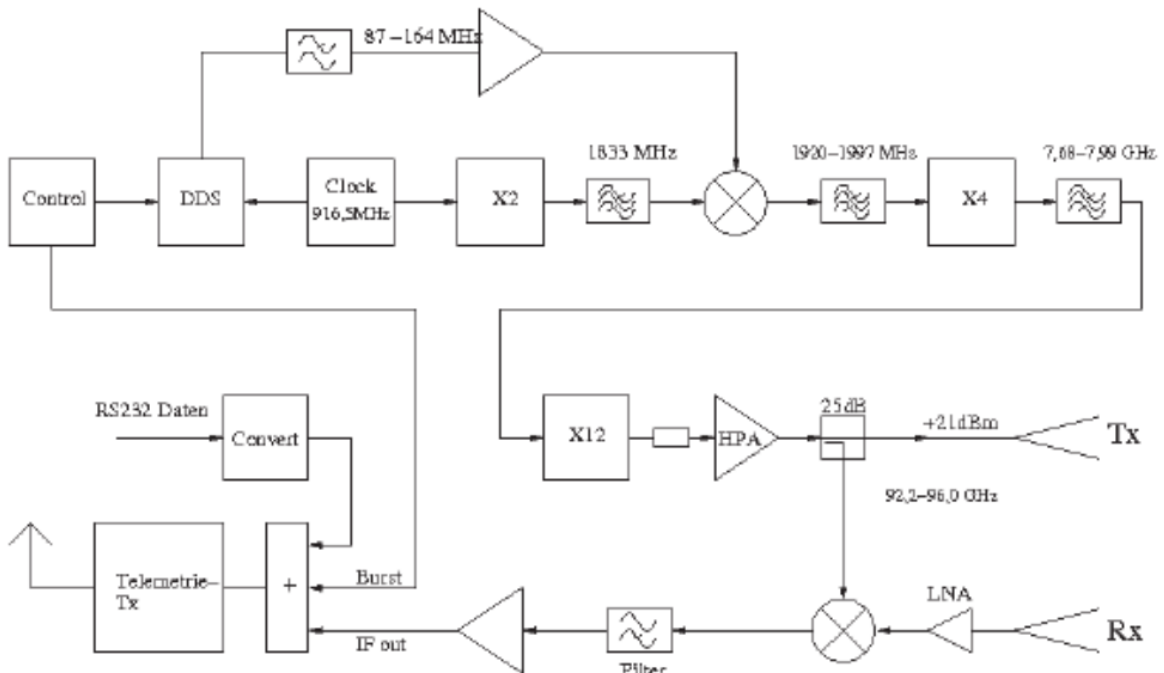 87–164 MHz
1833 MHz
1920–1997 MHz
7,68–7,99 GHz
Control
DDS
Clock
916,5MHz
X2
X4
RS232 Daten
Convert
X12
HPA
25dB
+21dBm
Tx
92,2–96,0 GHz
Telemetrie–
Tx
+
Burst
IF out
Filter
LNA
Rx